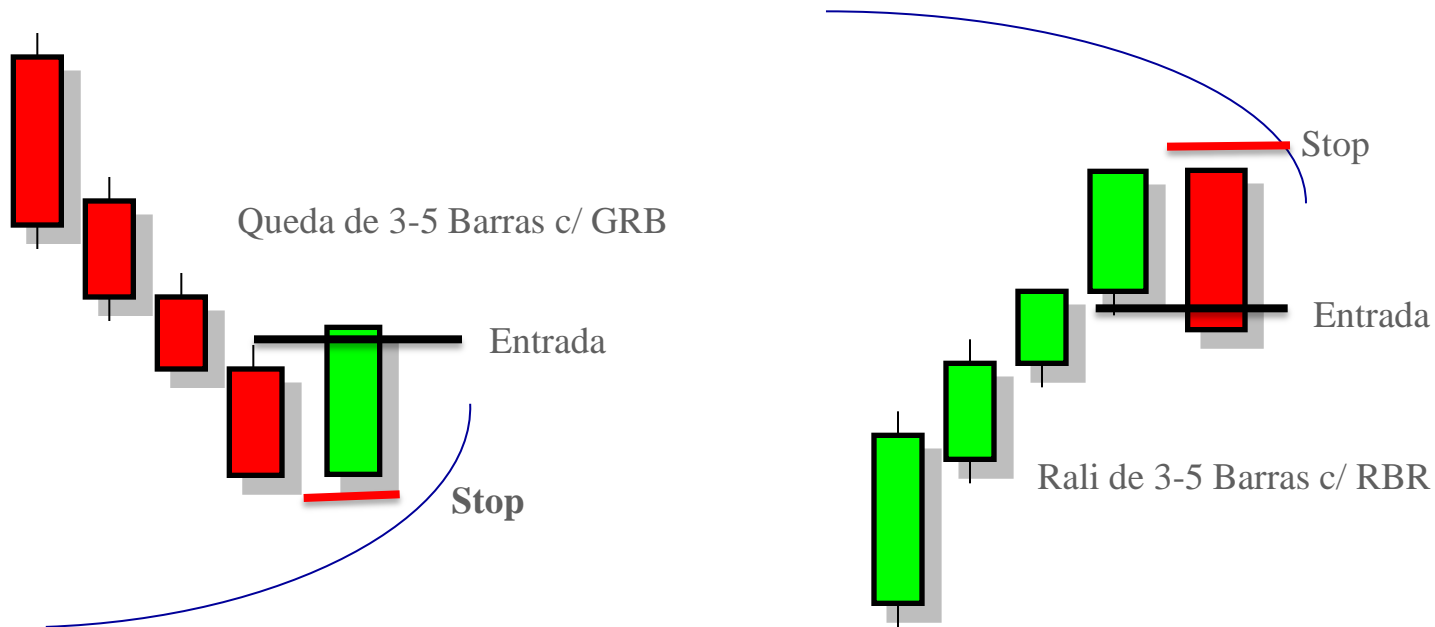 Queda de 3-5 Barras c/ GRB
Entrada
Stop
Stop
Entrada
Rali de 3-5 Barras c/ RBR